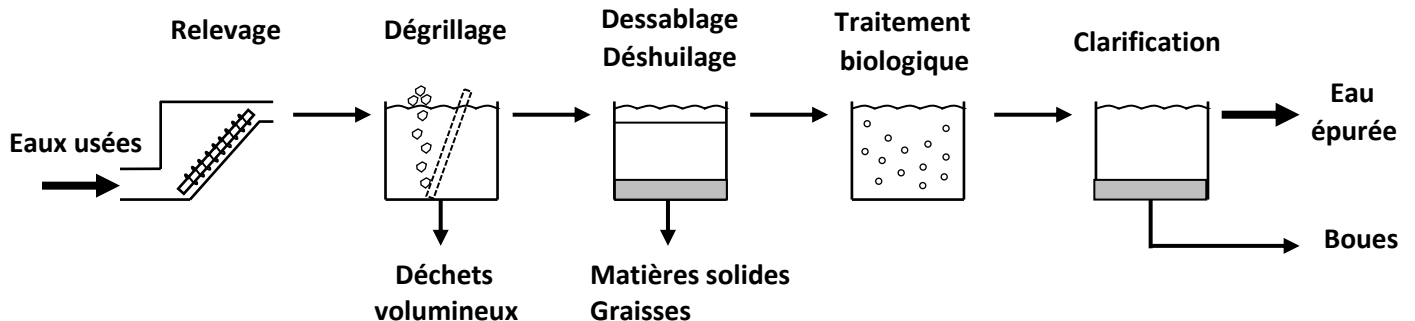 Relevage
Dégrillage
Dessablage
Déshuilage
Traitement
biologique
Clarification
Eaux usées
Eau
épurée
Déchets
volumineux
Matières solides
Graisses
Boues